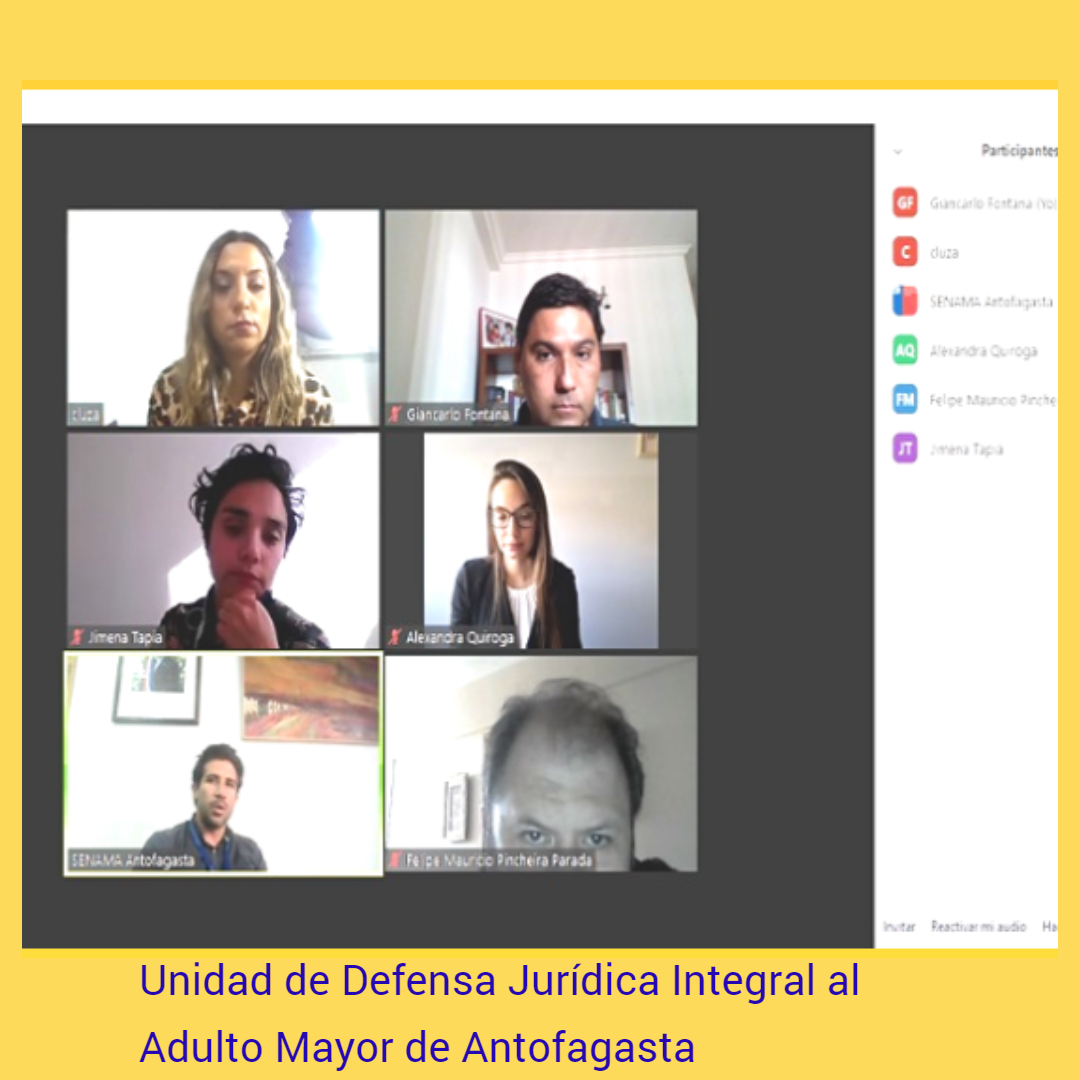 Participantes
GF Giancarlo Fontana (Yo)
C cluza
SENAMA Antofagasta
AQ Alexandra Quiroga
FM Felipe Mauricio Pinche
JT Jimena Tapia
cluza
Giancarlo Fontana
Jimena Tapia
Alexandra Quiroga
SENAMA Antofagasta
Felipe Mauricio Pincheira Parada
Invitar Reactivar mi audio Ha
Unidad de Defensa Jurídica Integral al
Adulto Mayor de Antofagasta